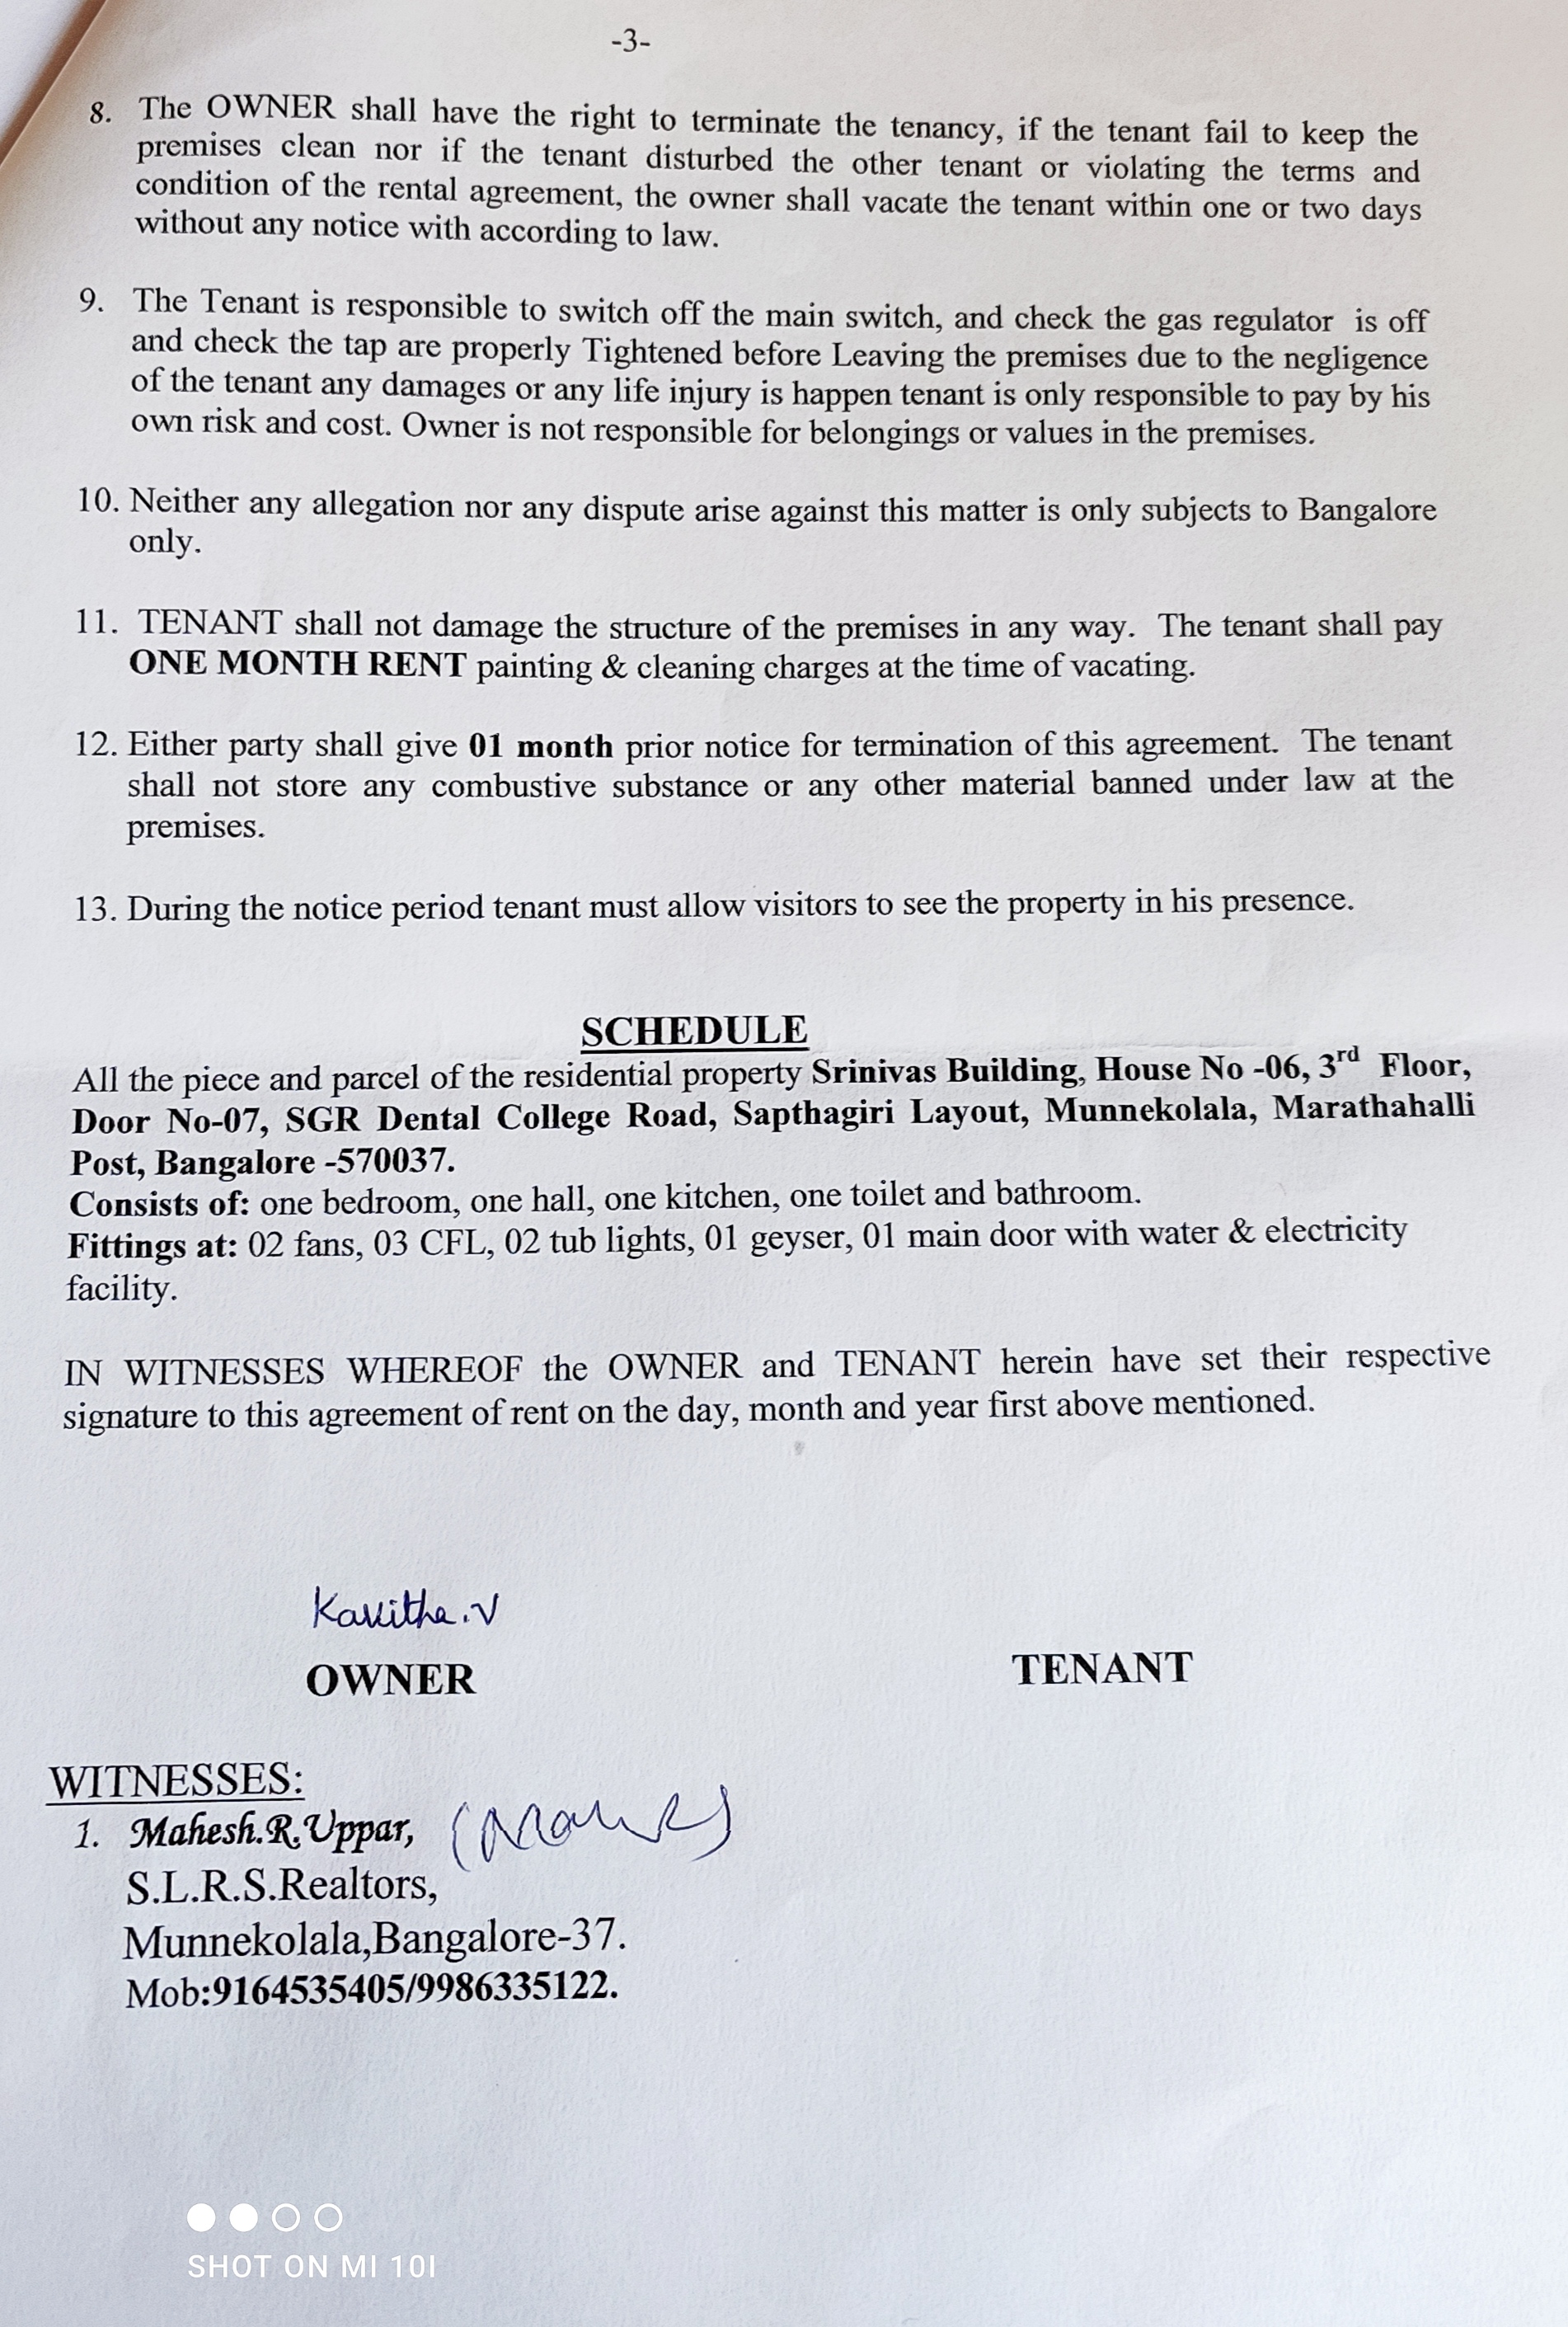 -3-
8. The OWNER shall have the right to terminate the tenancy, if the tenant fail to keep the
premises clean nor if the tenant disturbed the other tenant or violating the terms and
condition of the rental agreement, the owner shall vacate the tenant within one or two days
without any notice with according to law.
9. The Tenant is responsible to switch off the main switch, and check the gas regulator is off
and check the tap are properly Tightened before Leaving the premises due to the negligence
of the tenant any damages or any life injury is happen tenant is only responsible to pay by his
own risk and cost. Owner is not responsible for belongings or values in the premises.
10. Neither any allegation nor any dispute arise against this matter is only subjects to Bangalore
only.
11. TENANT shall not damage the structure of the premises in any way. The tenant shall pay
ONE MONTH RENT painting & cleaning charges at the time of vacating.
12. Either party shall give 01 month prior notice for termination of this agreement. The tenant
shall not store any combustive substance or any other material banned under law at the
premises.
13. During the notice period tenant must allow visitors to see the property in his presence.
SCHEDULE
All the piece and parcel of the residential property Srinivas Building, House No -06, 3rd Floor,
Door No-07, SGR Dental College Road, Sapthagiri Layout, Munnekolala, Marathahalli
Post, Bangalore -570037.
Consists of: one bedroom, one hall, one kitchen, one toilet and bathroom.
Fittings at: 02 fans, 03 CFL, 02 tub lights, 01 geyser, 01 main door with water & electricity
facility.
IN WITNESSES WHEREOF the OWNER and TENANT herein have set their respective
signature to this agreement of rent on the day, month and year first above mentioned.
Kavitha.V
OWNER TENANT
WITNESSES:
1. Mahesh.R.Uppar,
S.L.R.S.Realtors,
Munnekolala,Bangalore-37.
Mob:9164535405/9986335122.
SHOT ON MI 10I